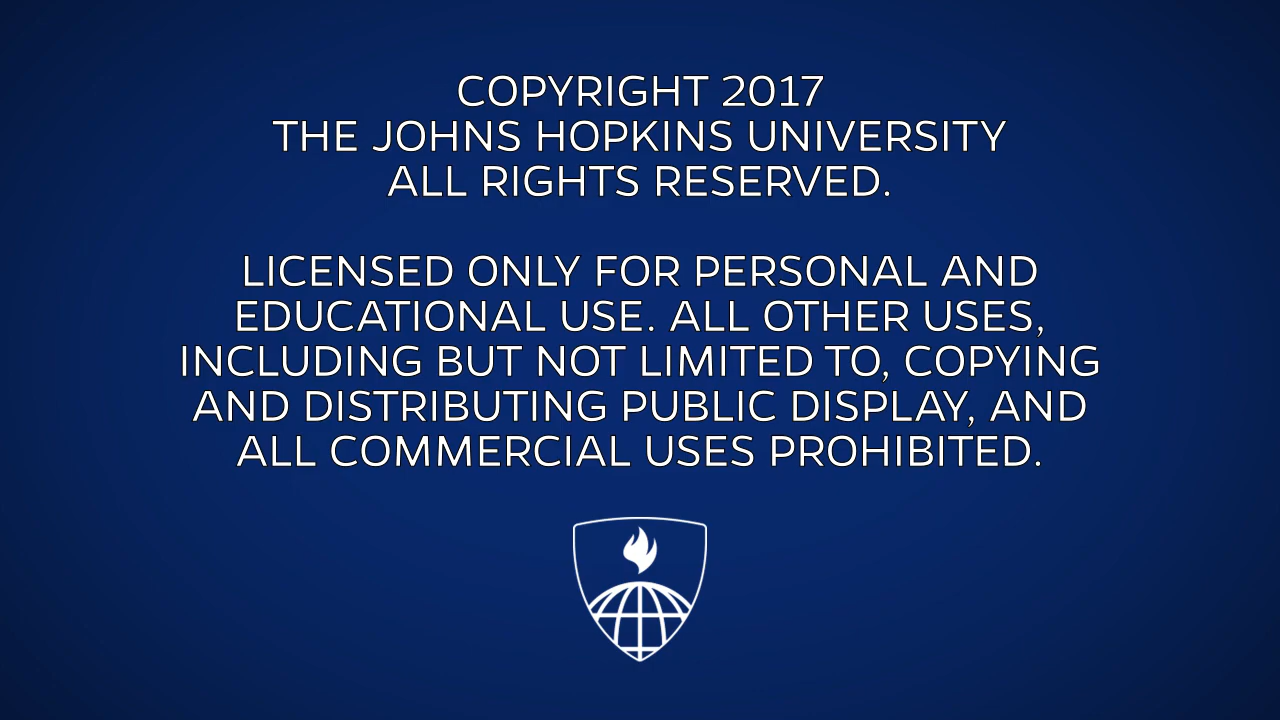 COPYRIGHT 2017
THE JOHNS HOPKINS UNIVERSITY
ALL RIGHTS RESERVED.
LICENSED ONLY FOR PERSONAL AND
EDUCATIONAL USE. ALL OTHER USES,
INCLUDING BUT NOT LIMITED TO, COPYING
AND DISTRIBUTING PUBLIC DISPLAY, AND
ALL COMMERCIAL USES PROHIBITED.